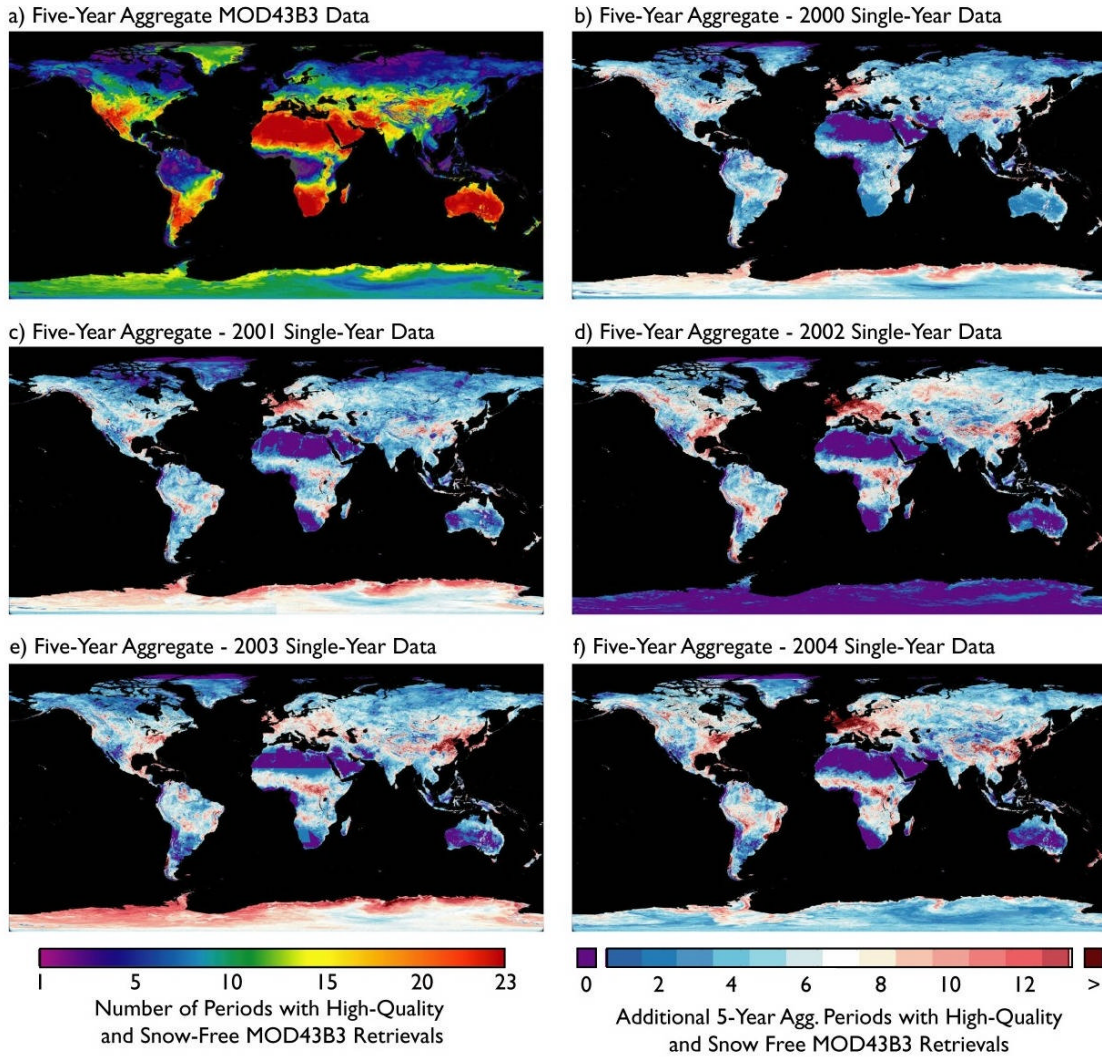 a) Five-Year Aggregate MOD43B3 Data
b) Five-Year Aggregate - 2000 Single-Year Data
c) Five-Year Aggregate - 2001 Single-Year Data
d) Five-Year Aggregate - 2002 Single-Year Data
e) Five-Year Aggregate - 2003 Single-Year Data
f) Five-Year Aggregate - 2004 Single-Year Data
1 5 10 15 20 23
Number of Periods with High-Quality
and Snow-Free MOD43B3 Retrievals
0 2 4 6 8 10 12 >
Additional 5-Year Agg. Periods with High-Quality
and Snow Free MOD43B3 Retrievals